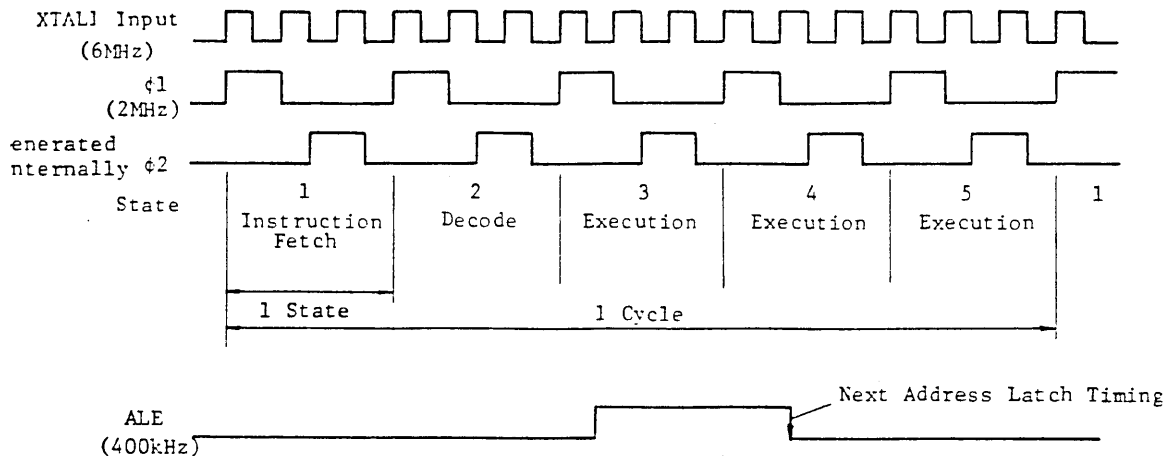 XTAL1 Input
(6MHz)
¢1
(2MHz)
enerated
nternally ¢2
State
1 2 3 4 5 1
Instruction Fetch
Decode
Execution
Execution
Execution
1 State
1 Cycle
Next Address Latch Timing
ALE
(400kHz)